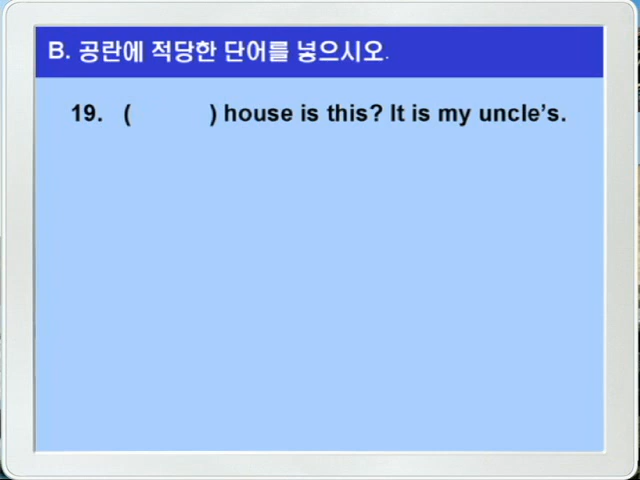 B. 공란에 적당한 단어를 넣으시오.
19. ( ) house is this? It is my uncle's.